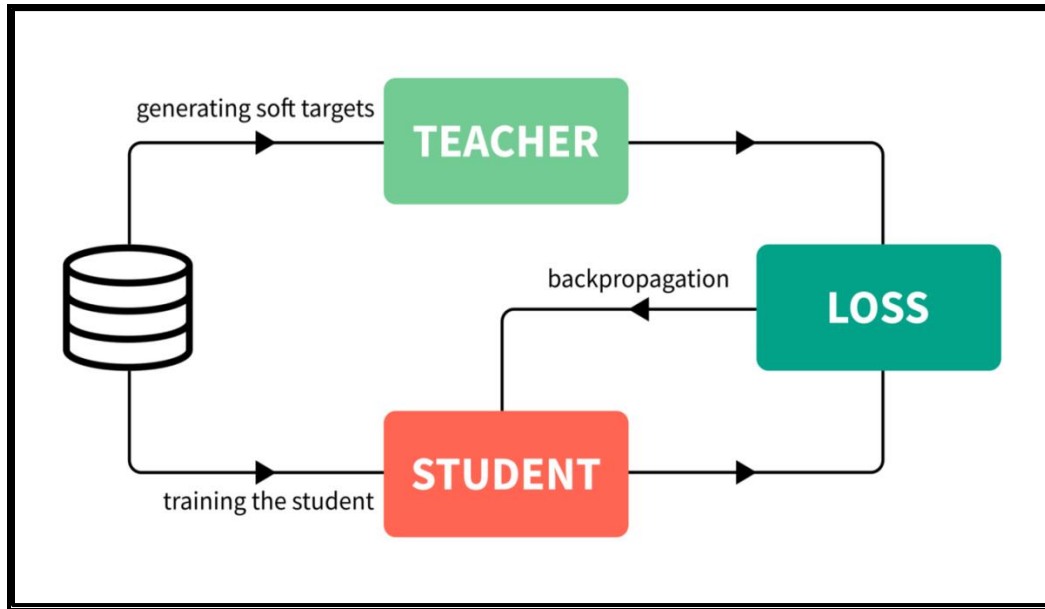 generating soft targets
TEACHER
backpropagation
LOSS
STUDENT
training the student